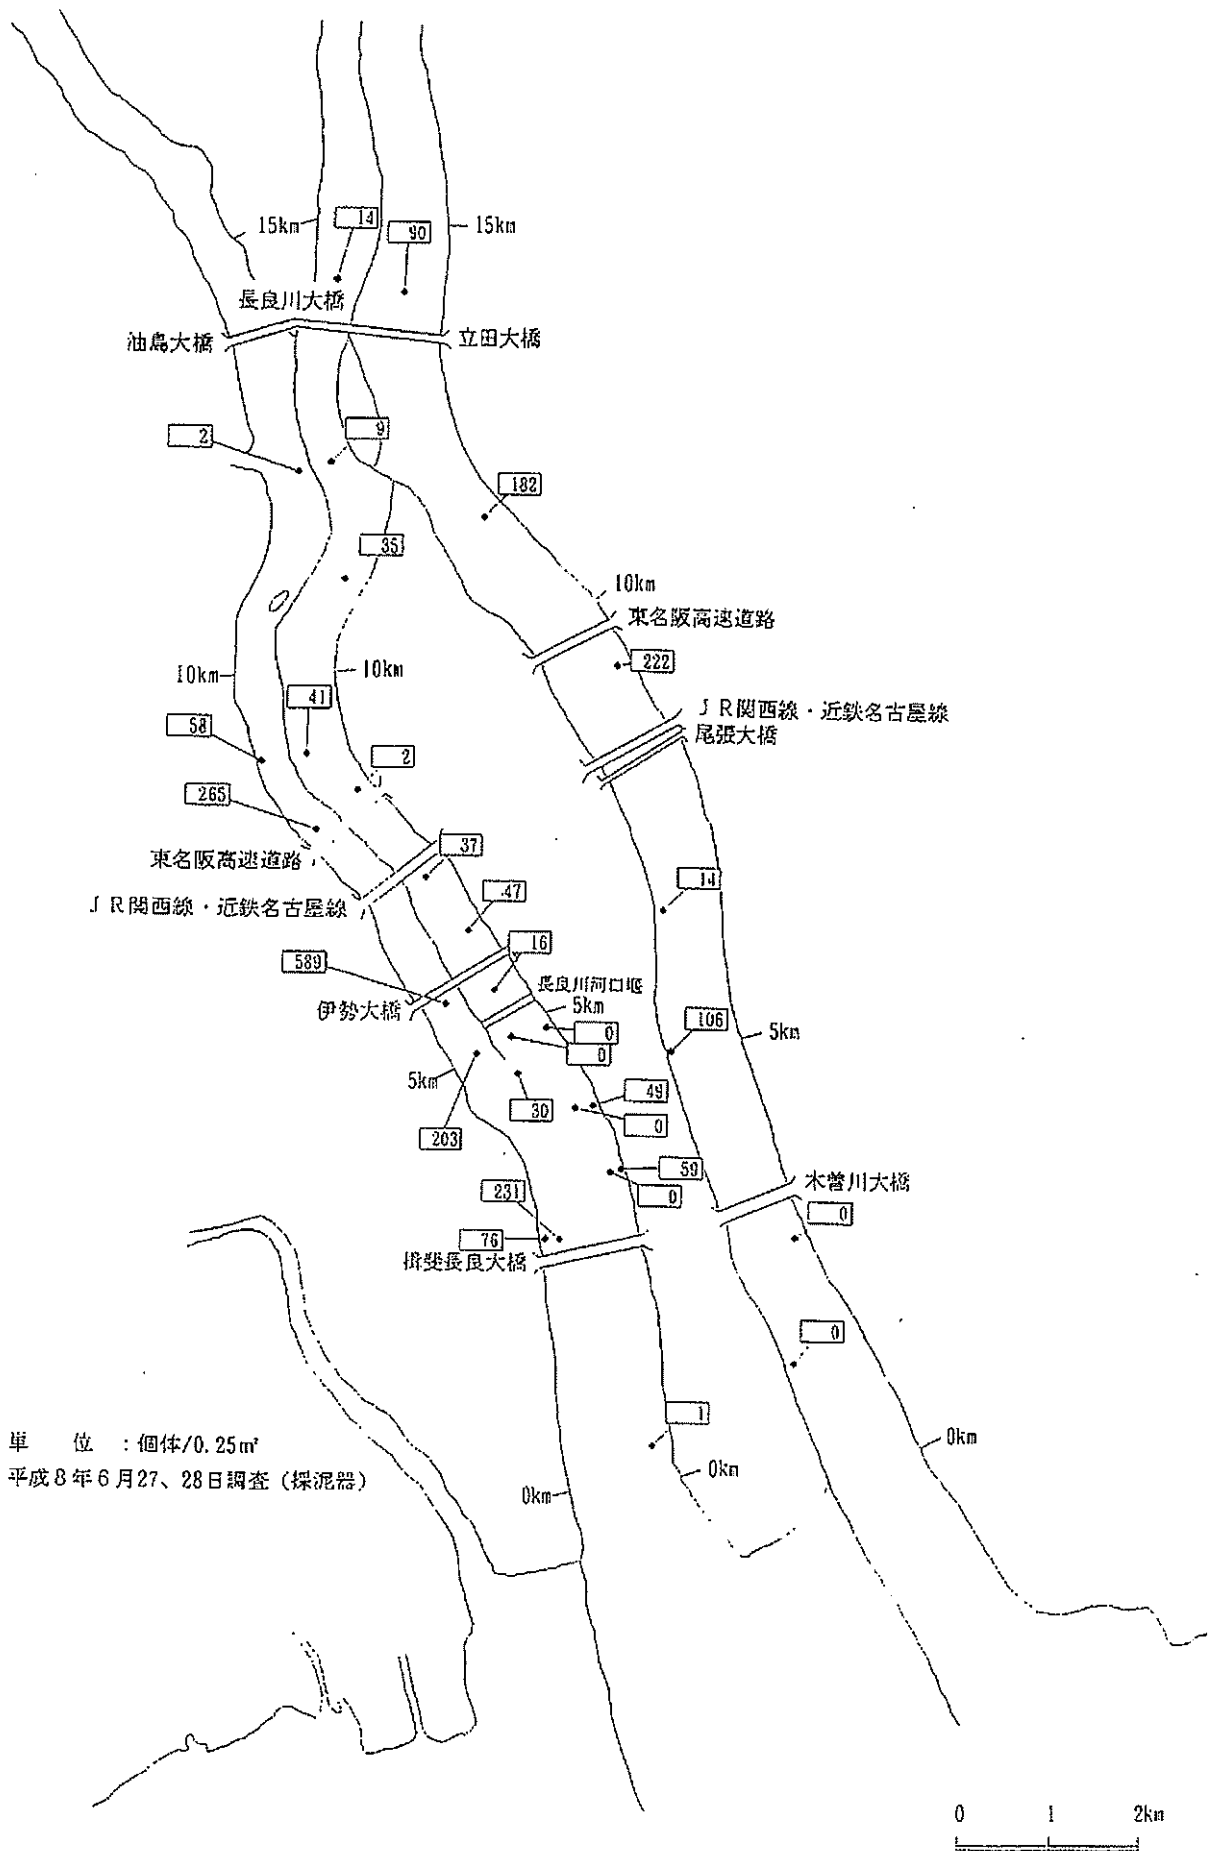 15km
14
90
15km
長良川大橋
油島大橋
立田大橋
2
9
182
35
10km
東名阪高速道路
222
10km
10km
41
JR関西線・近鉄名古屋線
尾張大橋
58
2
265
37
東名阪高速道路
14
JR関西線・近鉄名古屋線
47
16
589
長良川河口堰
伊勢大橋
5km
0
0
106
5km
5km
49
30
0
203
59
0
231
木曽川大橋
0
76
揖斐長良大橋
0
1
単 位 :個体/0.25㎡
0km
平成8年6月27、28日調査(採泥器)
0km
0km
0 1 2km